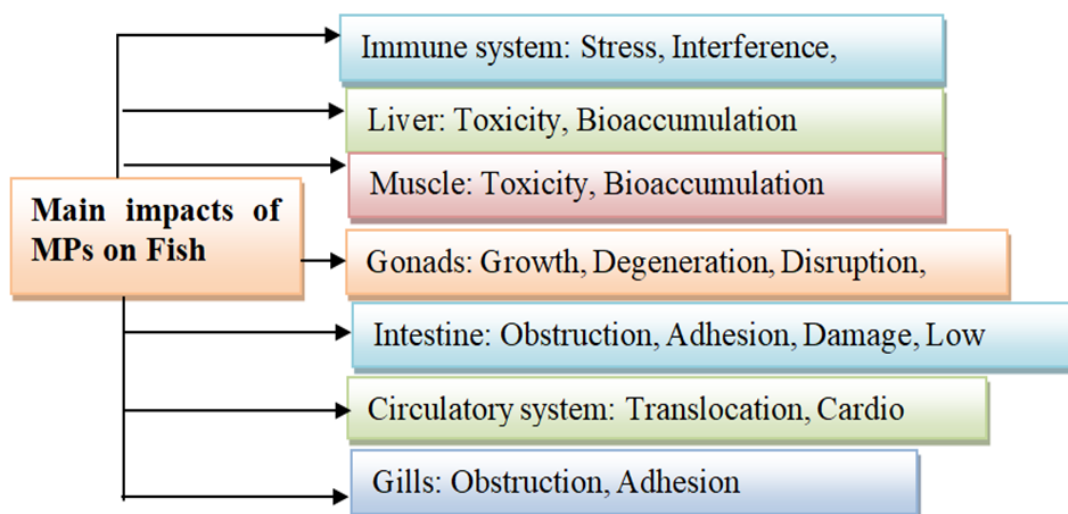 Immune system: Stress, Interference,
Liver: Toxicity, Bioaccumulation
Muscle: Toxicity, Bioaccumulation
Main impacts of
MPs on Fish
Gonads: Growth, Degeneration, Disruption,
Intestine: Obstruction, Adhesion, Damage, Low
Circulatory system: Translocation, Cardio
Gills: Obstruction, Adhesion